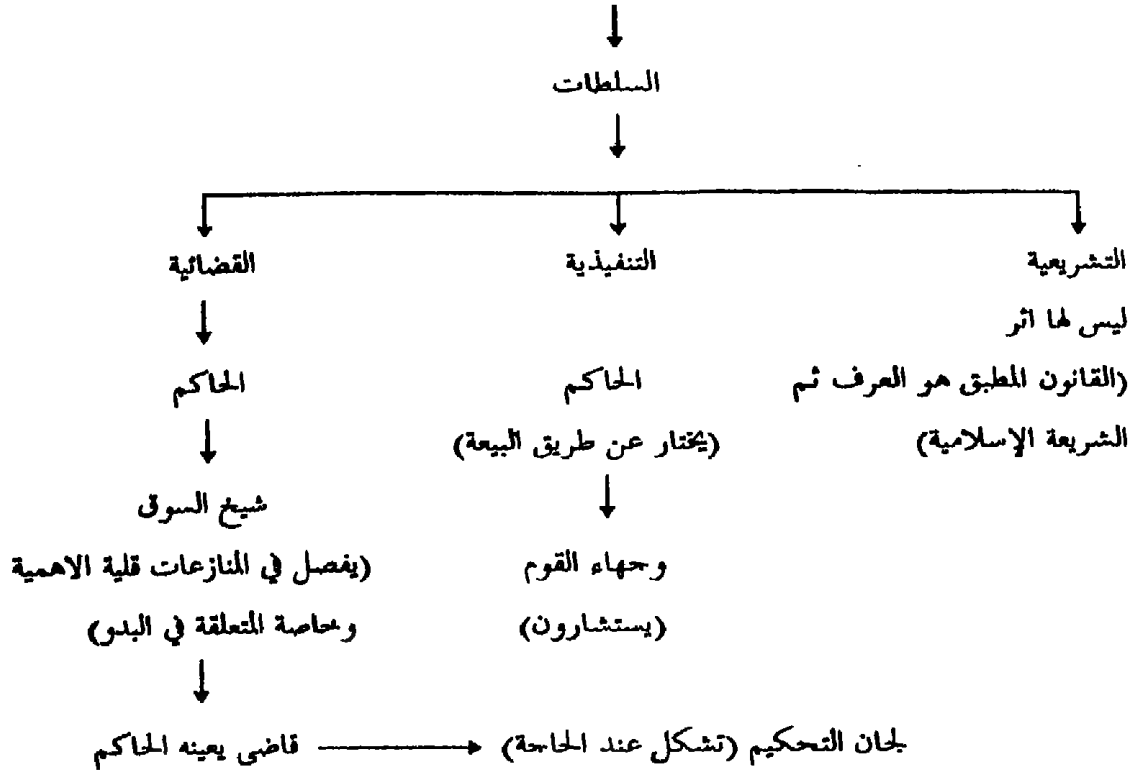 السلطات
التشريعية
ليس لها اثر
(القانون المطبق هو العرف ثم
الشريعة الإسلامية)
التنفيذية
الحاكم
(يختار عن طريق البيعة)
وجهاء القوم
(يستشارون)
القضائية
الحاكم
شيخ السوق
(يفصل في المنازعات قلية الاهمية
وخاصة المتعلقة في البدو)
قاضى يعينه الحاكم
لجان التحكيم (تشكل عند الحاجة)